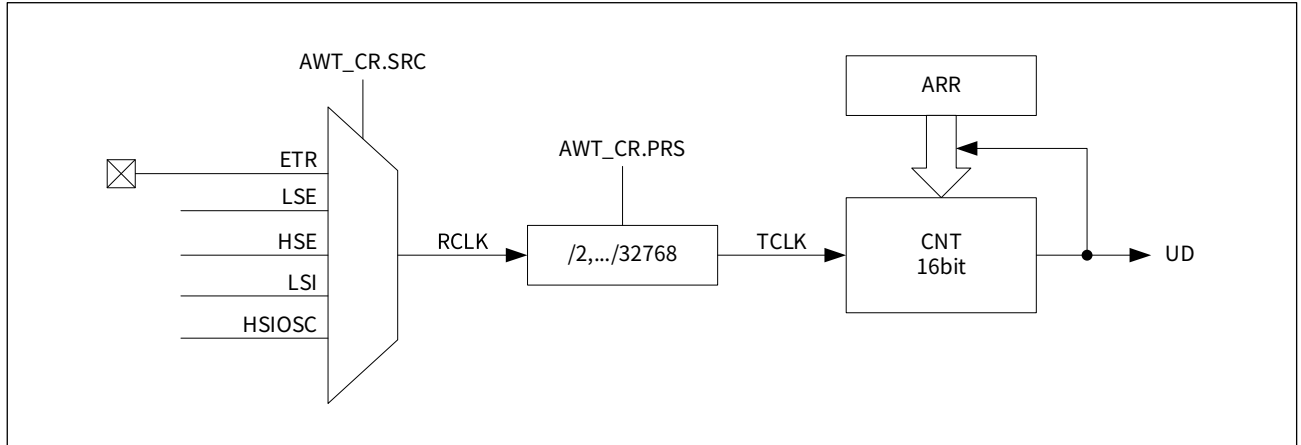 AWT_CR.SRC
ARR
ETR
AWT_CR.PRS
LSE
HSE
RCLK
/2,.../32768
TCLK
CNT
16bit
UD
LSI
HSIOSC